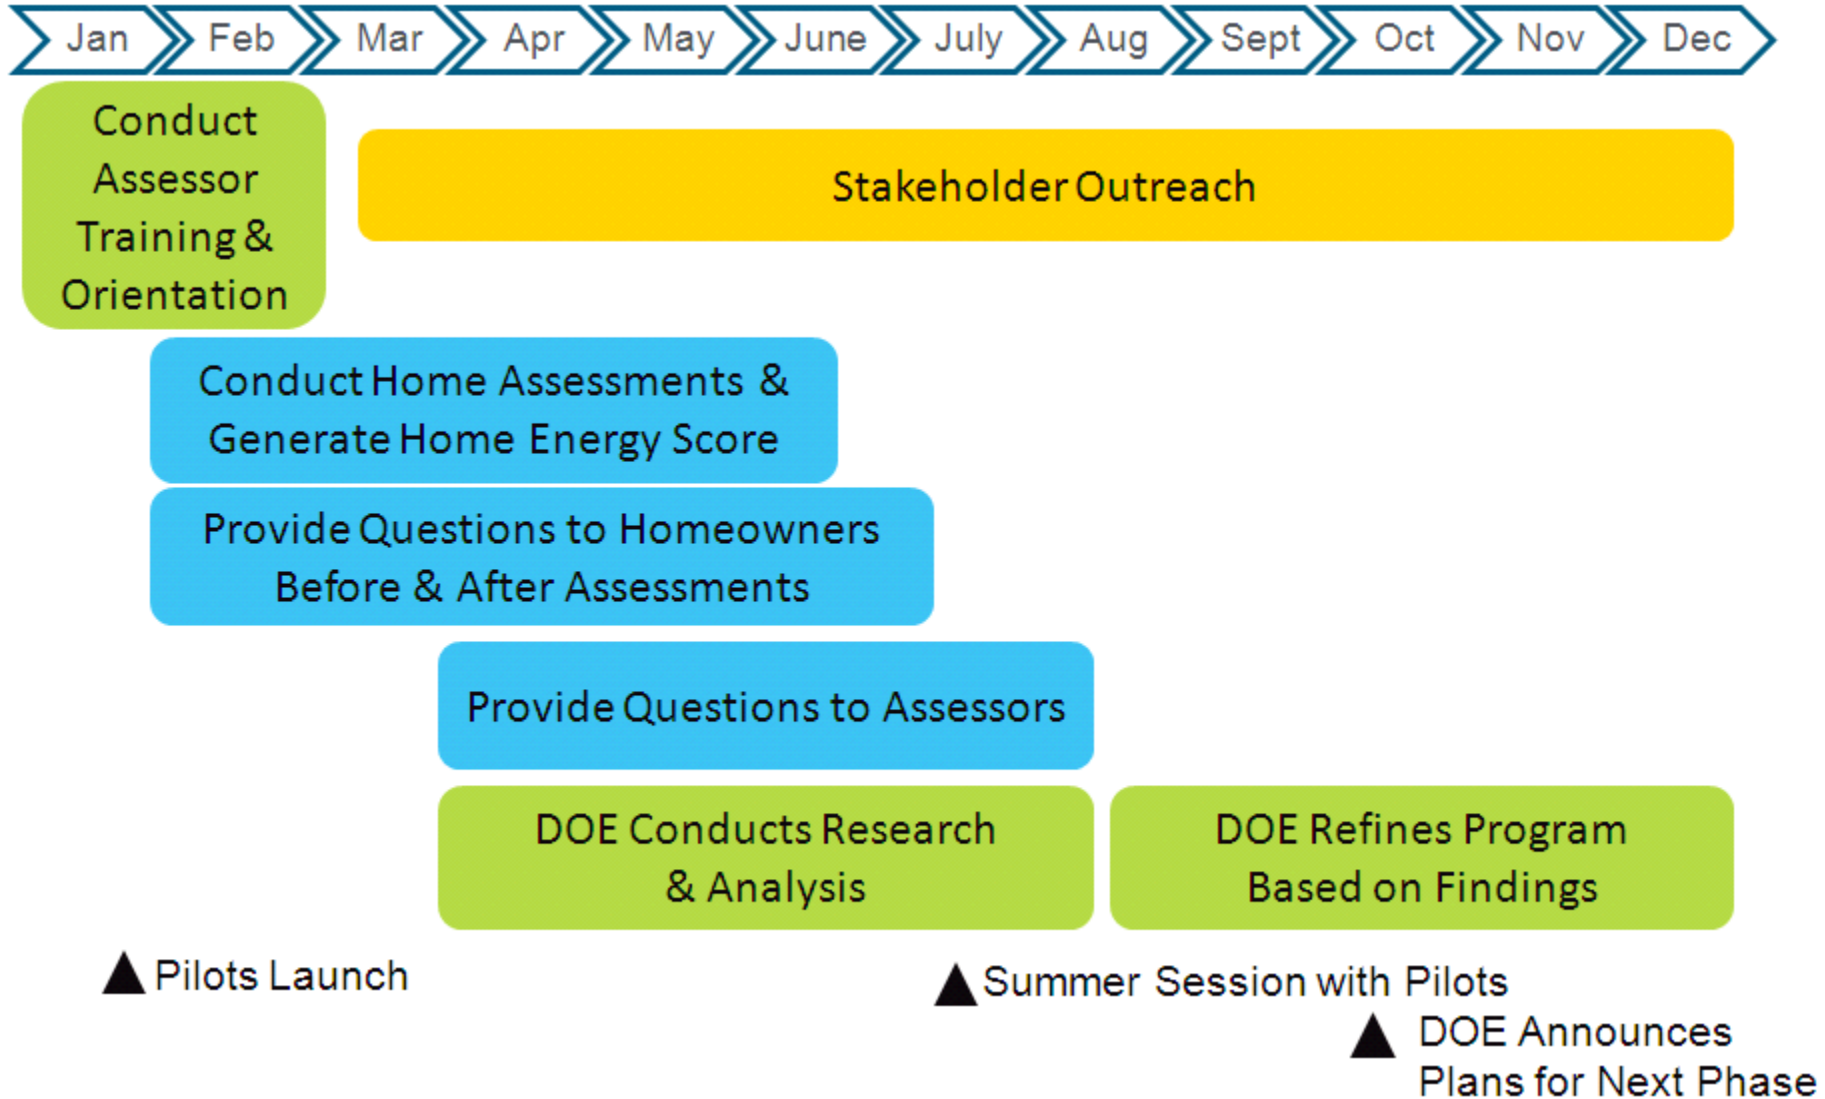 Jan Feb Mar Apr May June July Aug Sept Oct Nov Dec
Conduct
Assessor
Training &
Orientation
Stakeholder Outreach
Conduct Home Assessments &
Generate Home Energy Score
Provide Questions to Homeowners
Before & After Assessments
Provide Questions to Assessors
DOE Conducts Research
& Analysis
DOE Refines Program
Based on Findings
Pilots Launch
Summer Session with Pilots
DOE Announces
Plans for Next Phase